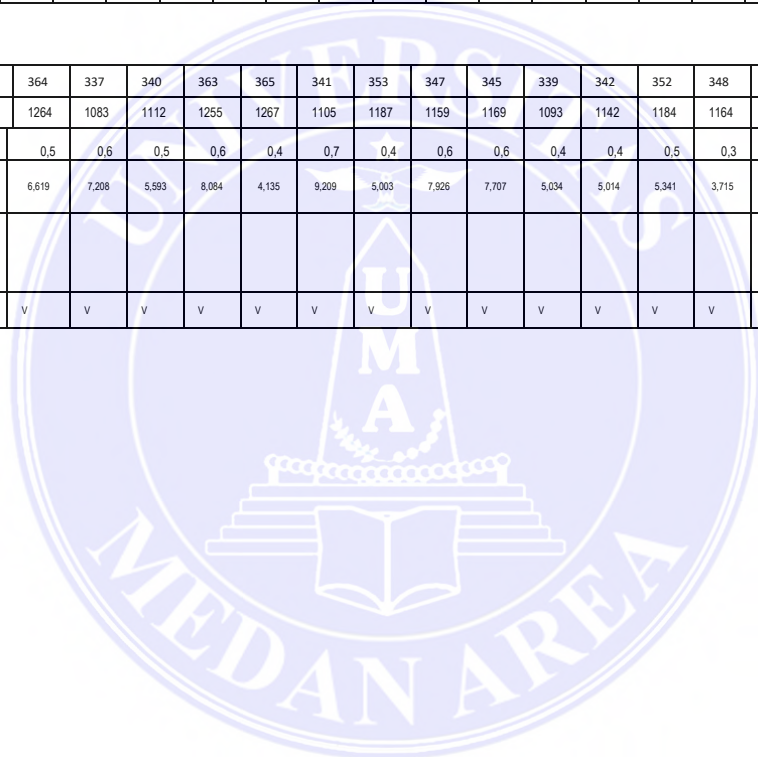 364 337 340 363 365 341 353 347 345 339 342 352 348
1264 1083 1112 1255 1267 1105 1187 1159 1169 1093 1142 1184 1164
0,5 0,6 0,5 0,6 0,4 0,7 0,4 0,6 0,6 0,4 0,4 0,5 0,3
6,619 7,208 5,593 8,084 4,135 9,209 5,003 7,926 7,707 5,034 5,014 5,341 3,715
V V V V V V V V V V V V V
UNIVERSITAS
U
M
A
MEDAN AREA